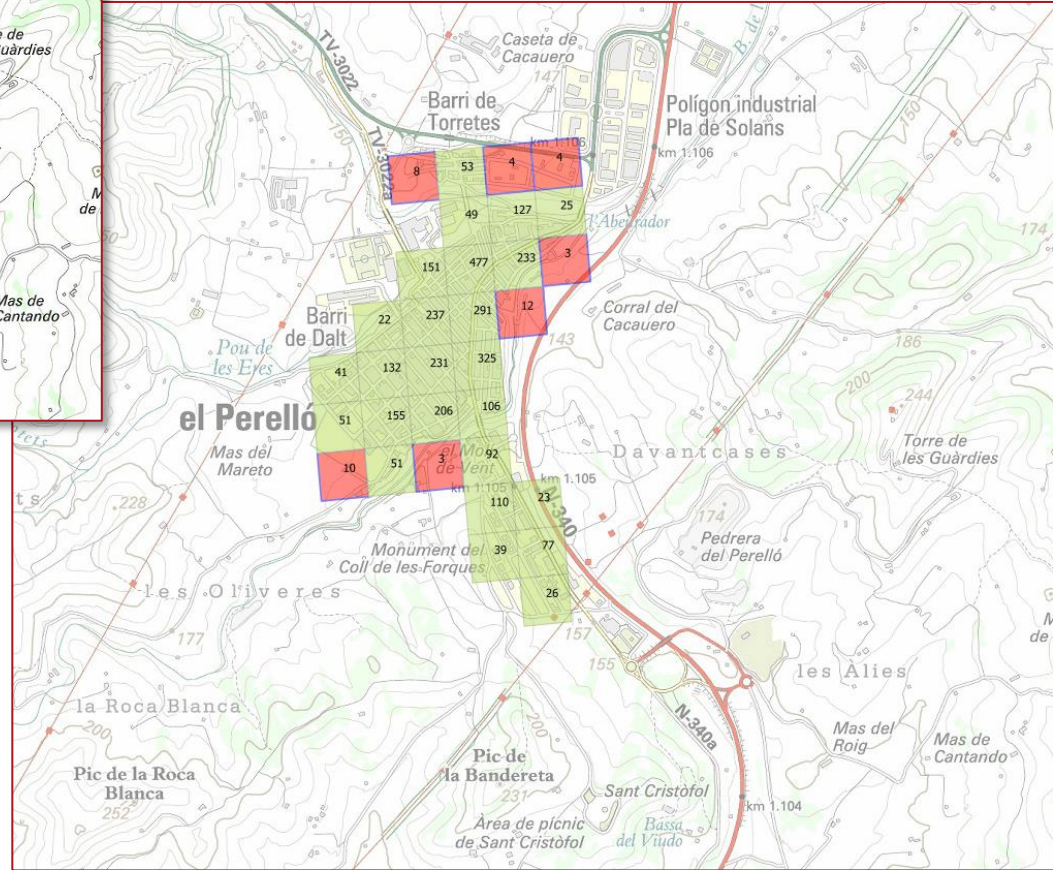 Guàrdies
Mas de
Cantando
TV-3022
TV-3022a
Caseta de
Cacauero
147
Barri de
Torretes
Polígon industrial
Pla de Solans
km 1.106
km 1.106
150
150
8
53
4
4
49
127
25
l'Abeurador
174
151
477
233
3
Barri
de Dalt
22
237
291
12
Corral del
Cacauero
143
186
Pou de
les Eres
41
132
231
325
200
244
el Perelló
51
155
206
106
Mas del
Mareto
10
51
3
el Molí
de Vent
92
Davantcases
Torre de
les Guàrdies
km 1.105
km 1.105
228
110
23
N-340
174
Pedrera
del Perelló
Monument del
Coll de les Forques
39
77
les Oliveres
26
177
157
155
les Àlies
la Roca Blanca
200
200
N-340a
Mas del
Roig
Mas de
Cantando
Pic de la Roca
Blanca
252
Pic de
la Bandereta
231
Sant Cristòfol
km 1.104
Àrea de pícnic
de Sant Cristòfol
Bassa
del Viudo